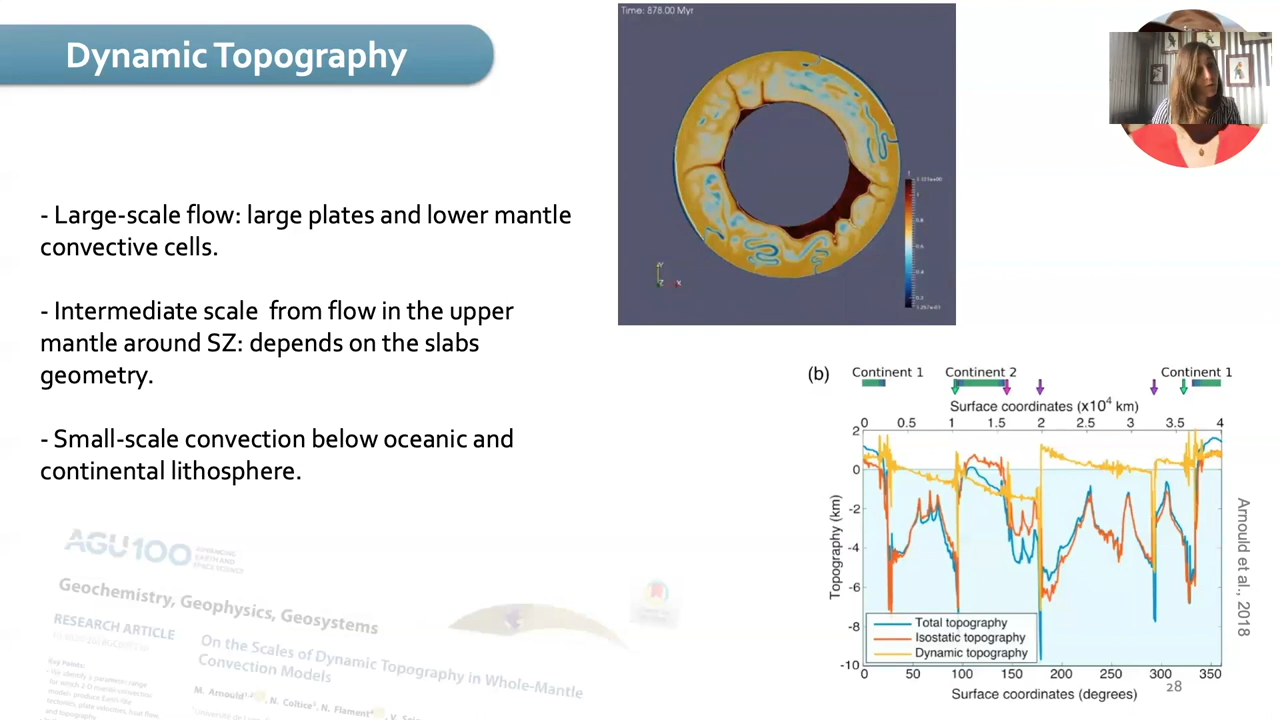 Dynamic Topography
- Large-scale flow: large plates and lower mantle
convective cells.
- Intermediate scale from flow in the upper
mantle around SZ: depends on the slabs
geometry.
- Small-scale convection below oceanic and
continental lithosphere.
Time: 878.00 Myr
(b)
Continent 1 Continent 2 Continent 1
Surface coordinates (x10⁴ km)
0 0.5 1 1.5 2 2.5 3 3.5 4
Topography (km)
2
0
-2
-4
-6
-8
-10
Total topography
Isostatic topography
Dynamic topography
0 50 100 150 200 250 300 350
Surface coordinates (degrees)
Arnould et al., 2018
28
AGU100 ADVANCING
EARTH AND
SPACE SCIENCE
Geochemistry, Geophysics, Geosystems
RESEARCH ARTICLE
On the Scales of Dynamic Topography in Whole-Mantle
Convection Models
Key Points:
M. Arnould, N. Coltice, N. Flament